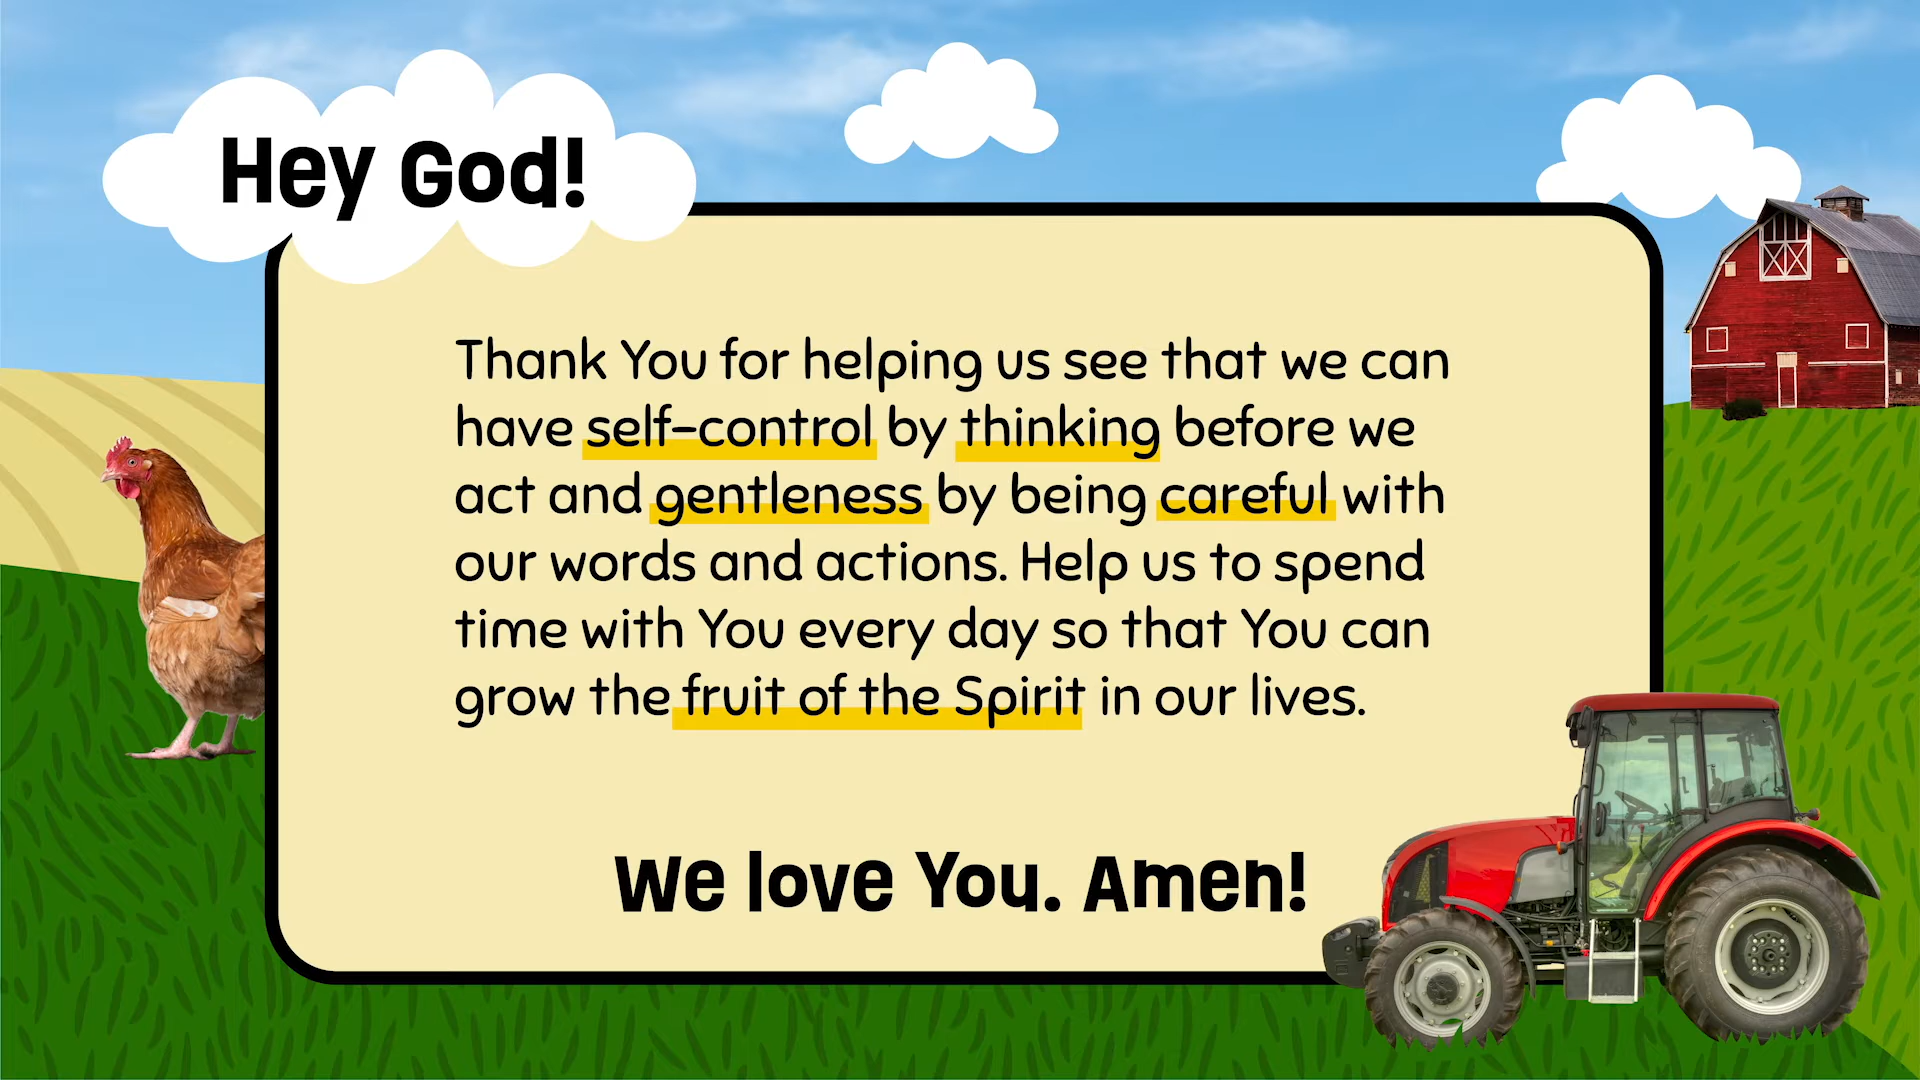 Hey God!
Thank You for helping us see that we can
have self-control by thinking before we
act and gentleness by being careful with
our words and actions. Help us to spend
time with You every day so that You can
grow the fruit of the Spirit in our lives.
We love You. Amen!